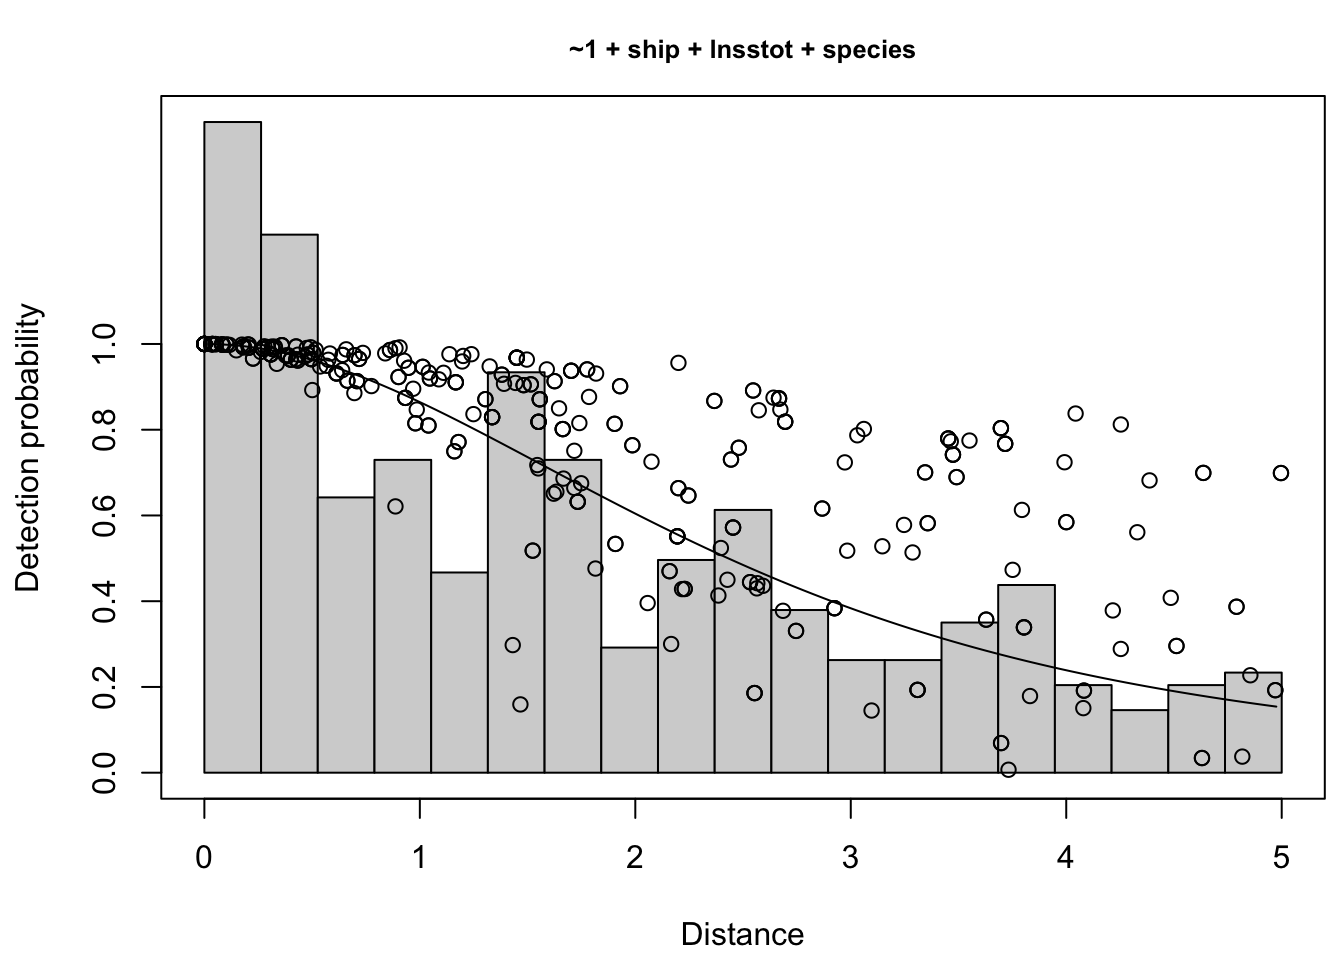 ~1 + ship + lnsstot + species
Detection probability
1.0
0.8
0.6
0.4
0.2
0.0
0 1 2 3 4 5
Distance